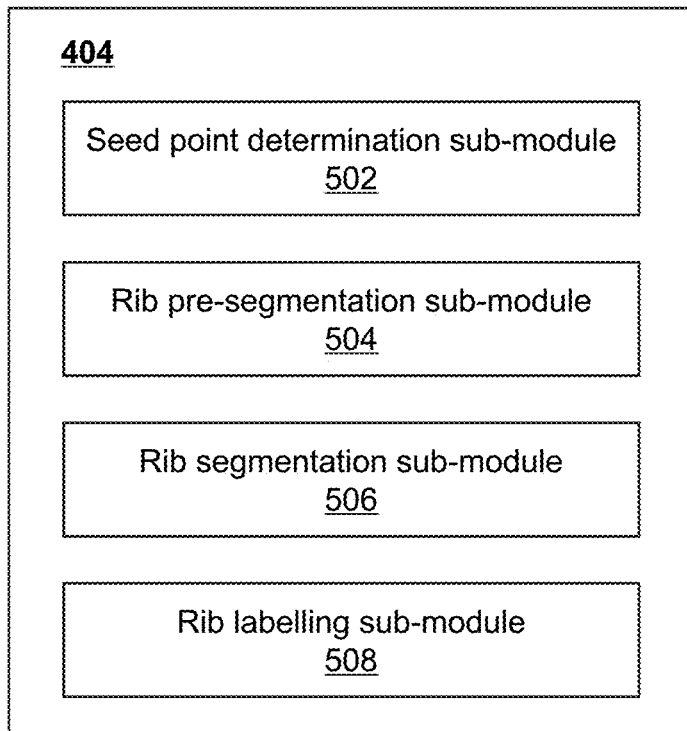 404
Seed point determination sub-module
502
Rib pre-segmentation sub-module
504
Rib segmentation sub-module
506
Rib labelling sub-module
508